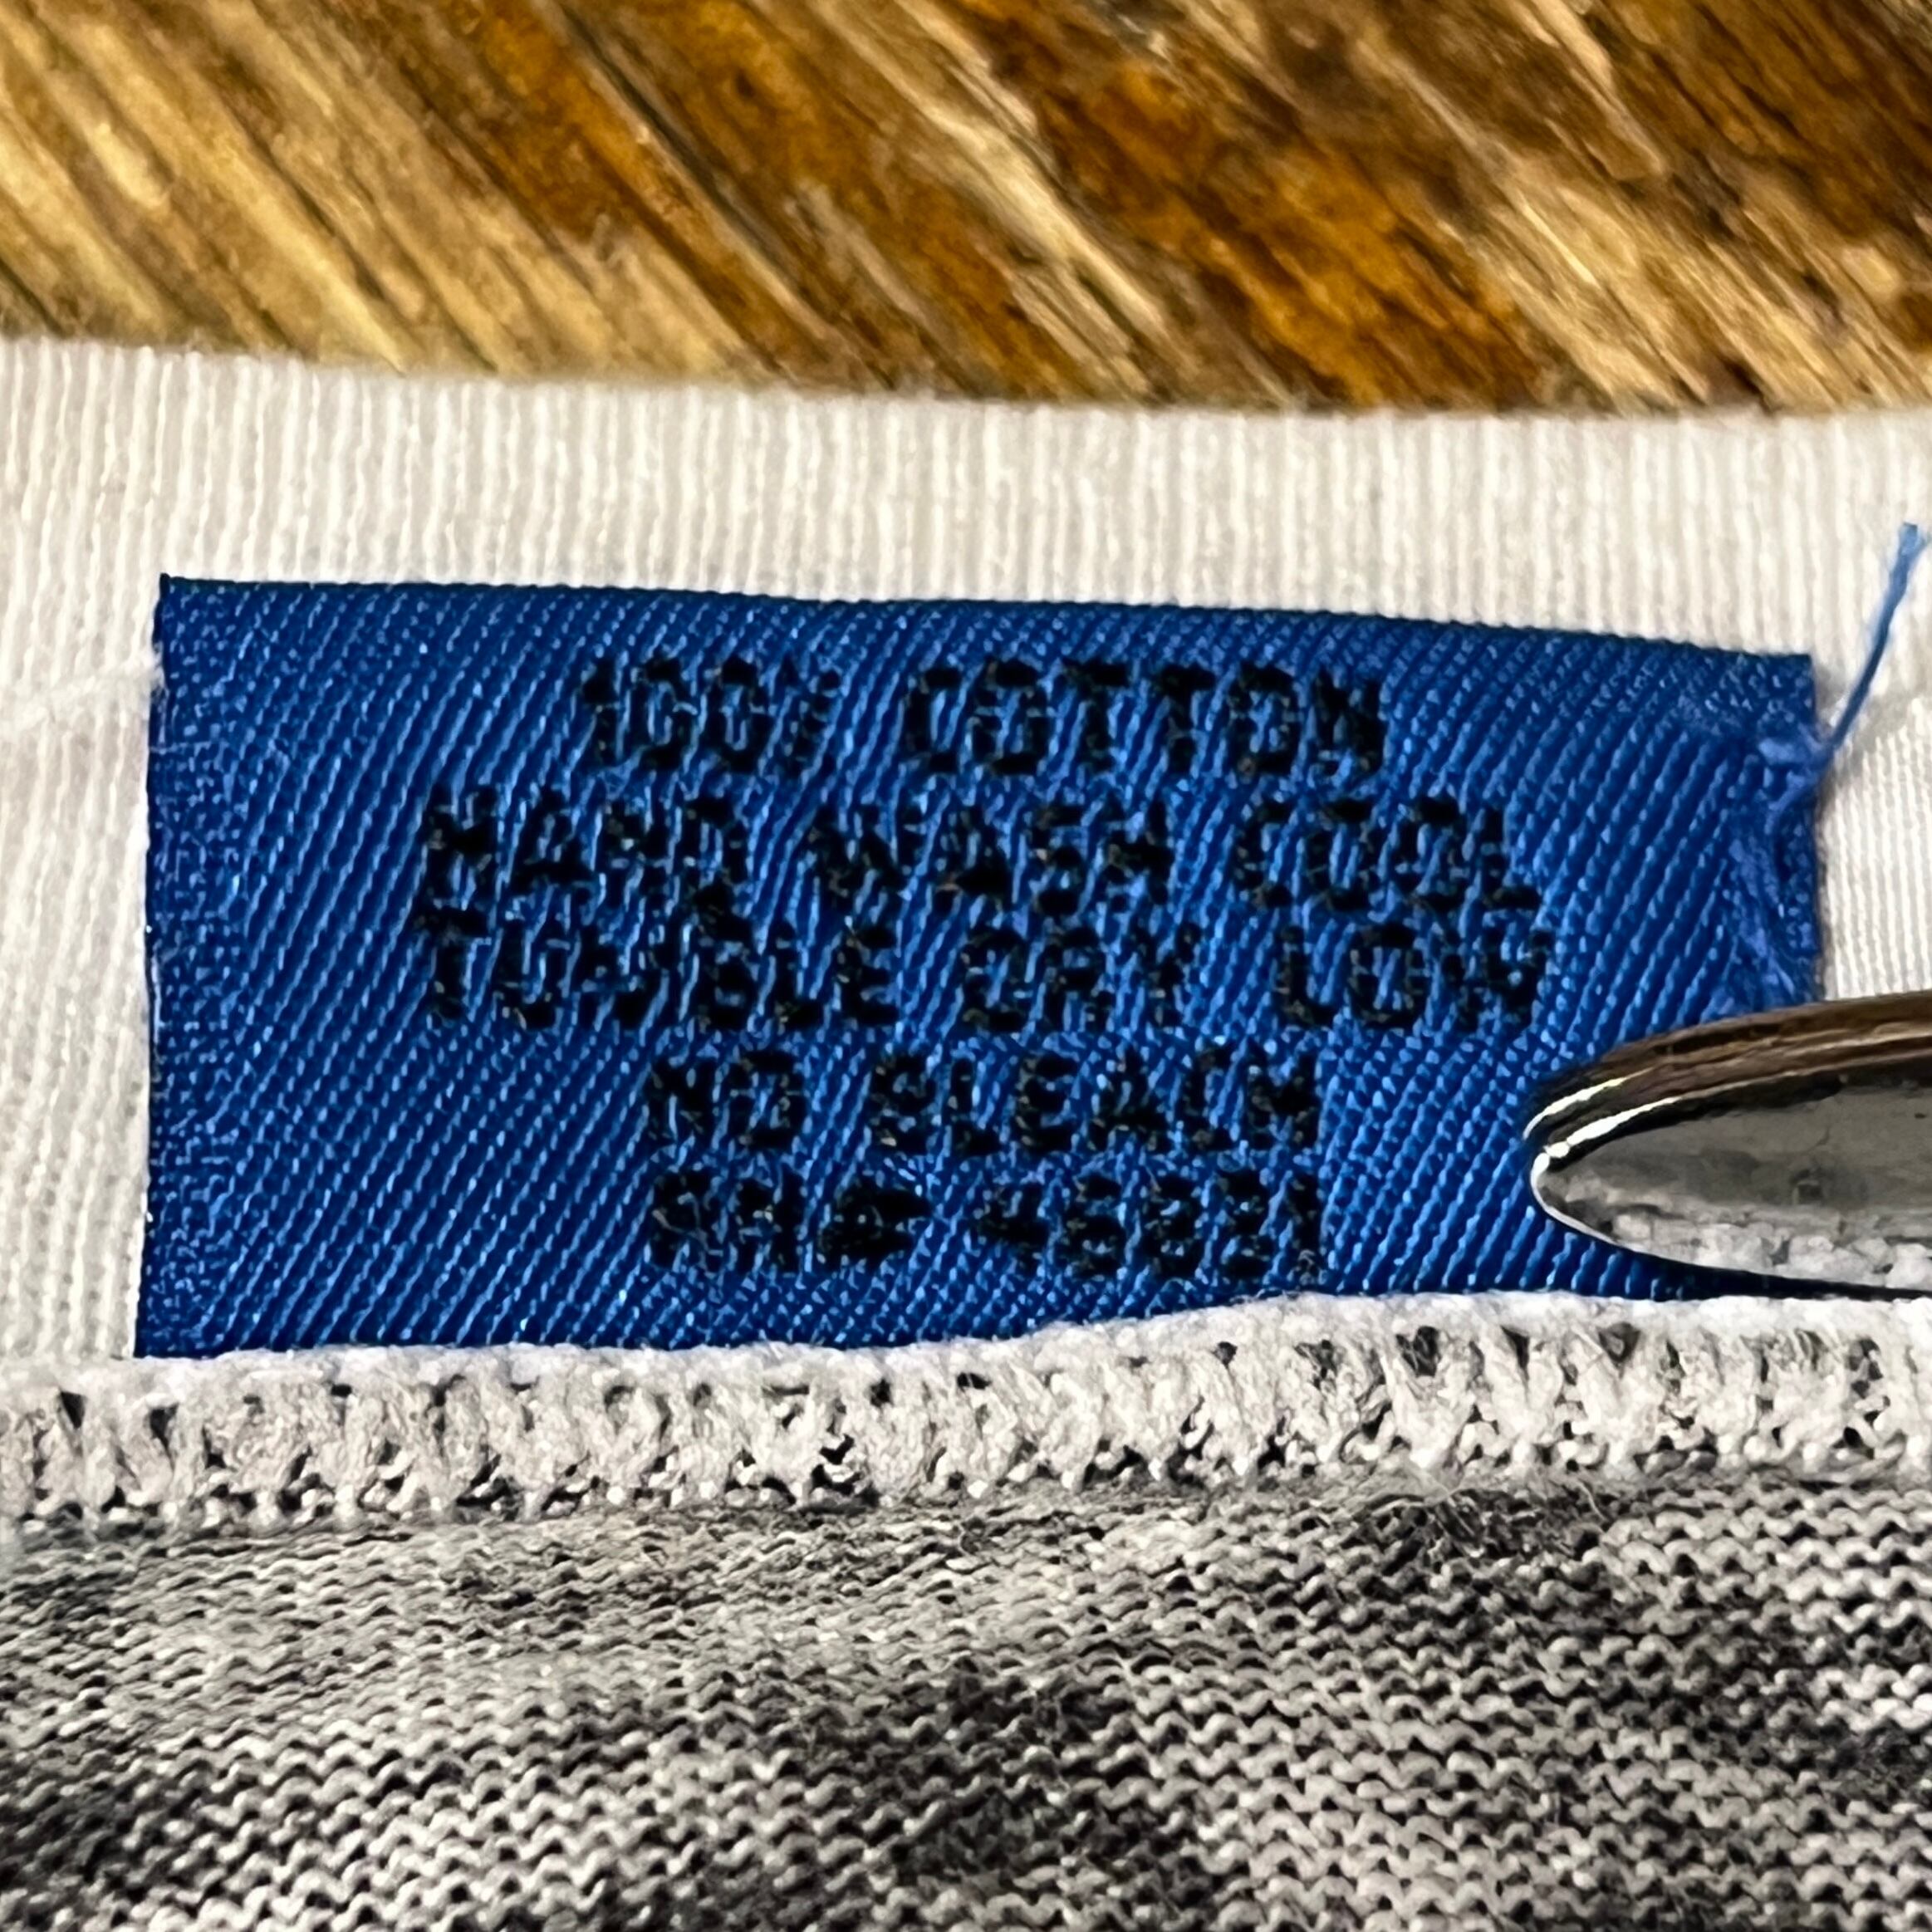 100% COTTON
HAND WASH COOL
TUMBLE DRY LOW
NO BLEACH